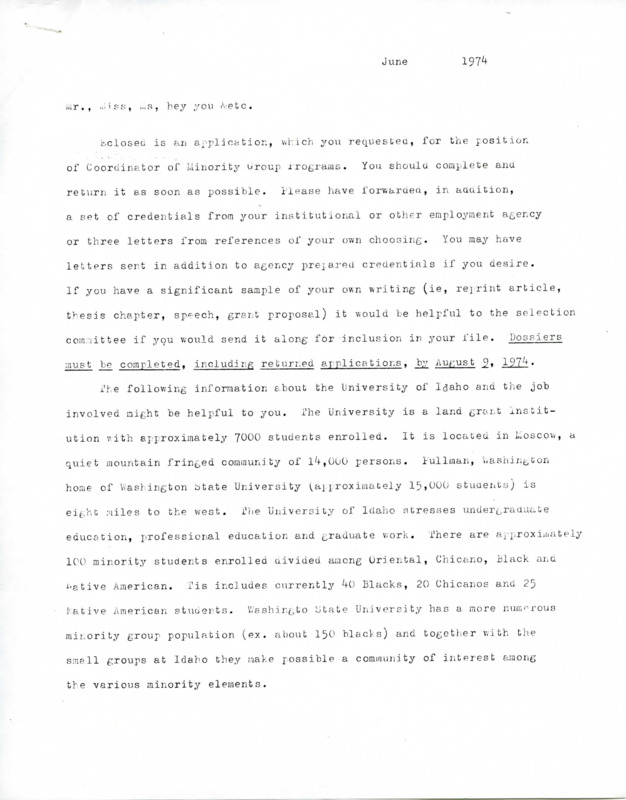 June 1974
Mr., Miss, Ms, hey you &etc.
Eclosed is an application, which you requested, for the position
of Coordinator of Minority Group Programs. You should complete and
return it as soon as possible. Please have forwarded, in addition,
a set of credentials from your institutional or other employment agency
or three letters from references of your own choosing. You may have
letters sent in addition to agency prepared credentials if you desire.
If you have a significant sample of your own writing (ie, reprint article,
thesis chapter, speech, grant proposal) it would be helpful to the selection
committee if you would send it along for inclusion in your file. Dossiers
must be completed, including returned applications, by August 9, 1974.
The following information about the University of Idaho and the job
involved might be helpful to you. The University is a land grant instit-
ution with approximately 7000 students enrolled. It is located in Moscow, a
quiet mountain fringed community of 14,000 persons. Pullman, Washington
home of Washington State University (approximately 15,000 students) is
eight miles to the west. The University of Idaho stresses undergraduate
education, professional education and graduate work. There are approximately
100 minority students enrolled divided among Oriental, Chicano, Black and
Native American. Tis includes currently 40 Blacks, 20 Chicanos and 25
Native American students. Washingto State University has a more numerous
minority group population (ex. about 150 blacks) and together with the
small groups at Idaho they make possible a community of interest among
the various minority elements.